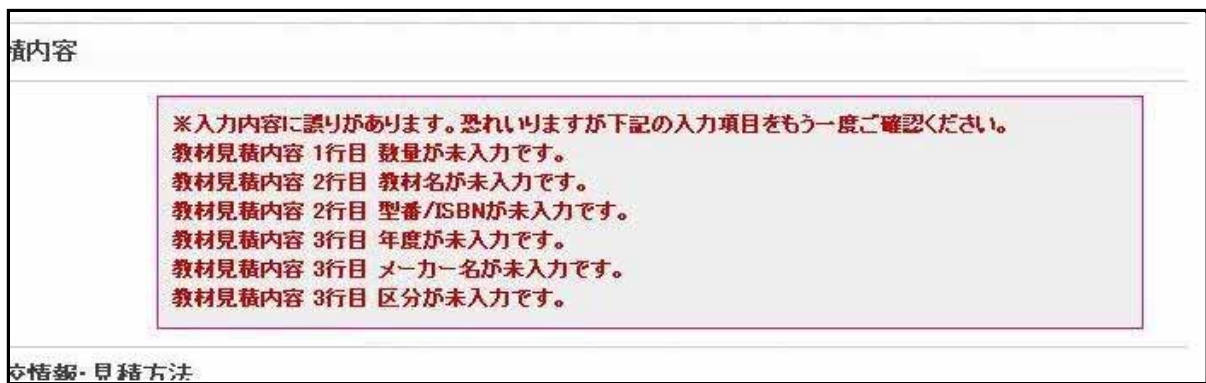 積内容
※入力内容に誤りがあります。恐れいりますが下記の入力項目をもう一度ご確認ください。
教材見積内容 1行目 数量が未入力です。
教材見積内容 2行目 教材名が未入力です。
教材見積内容 2行目 型番/ISBNが未入力です。
教材見積内容 3行目 年度が未入力です。
教材見積内容 3行目 メーカー名が未入力です。
教材見積内容 3行目 区分が未入力です。
校情報・見積方法